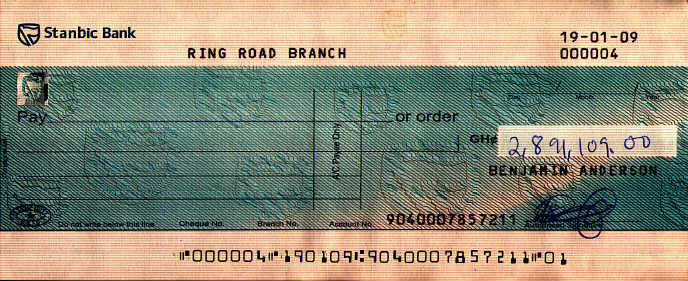 Stanbic Bank
19-01-09
RING ROAD BRANCH
000004
Pay
or order
A/C Payee Only
GH¢ 2,891,109.00
BENJAMIN ANDERSON
9040007857211
Do not write below this line Cheque No. Branch No. Account No.
⑈000004⑈190109⑆9040007857211⑈01